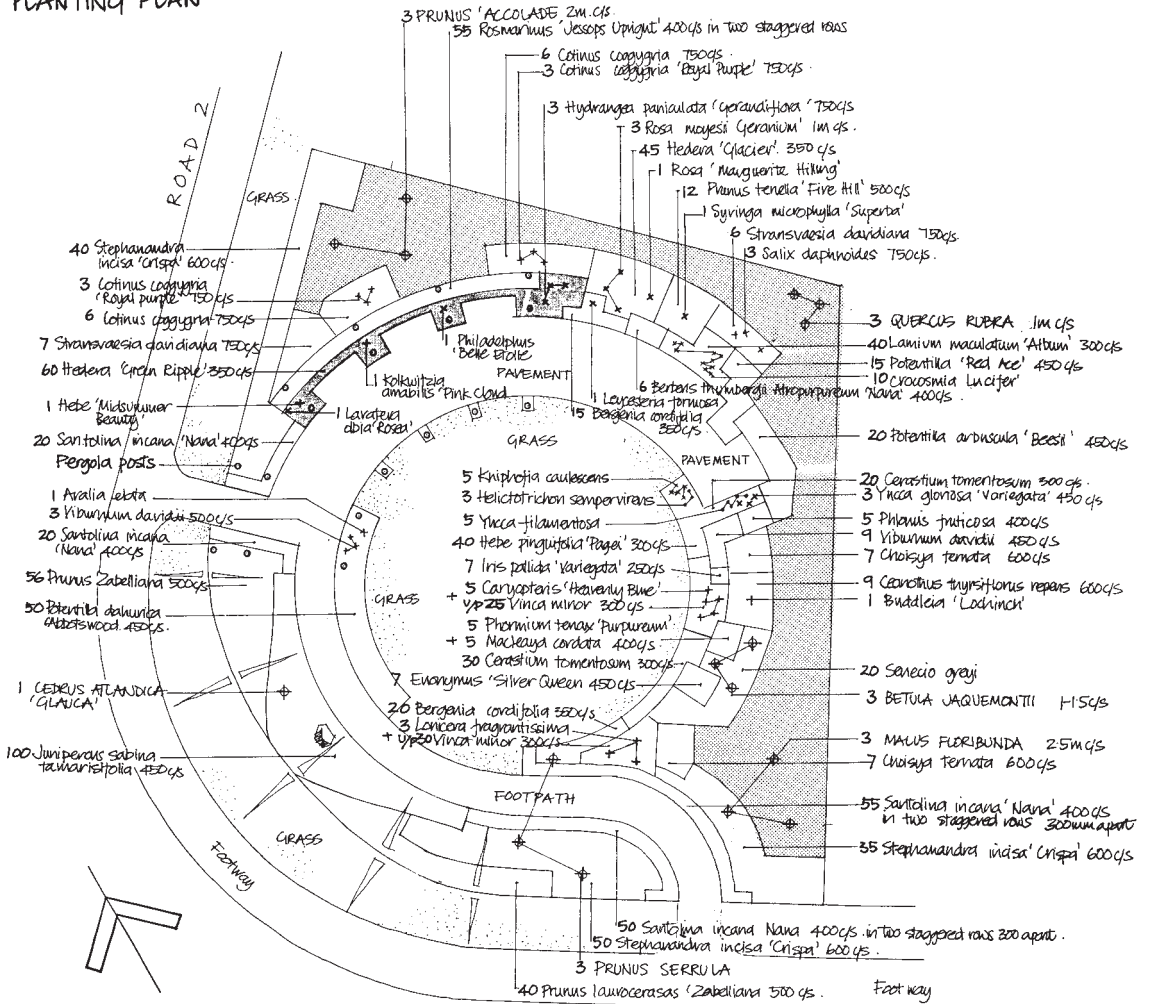 PLANTING PLAN
3 PRUNUS 'ACCOLADE 2m.c/s.
55 Rosmarinus 'Jessops Upright' 400c/s in two staggered rows
6 Cotinus coggygria 750c/s.
3 Cotinus coggygria 'Royal Purple' 750c/s
3 Hydrangea paniculata 'Gerandiflora' 750c/s
3 Rosa moyesii Geranium' 1m c/s.
45 Hedera 'Glacier'. 350 c/s
1 Rosa 'Marguerite Hilling'
12 Prunus tenella 'Fire Hill' 500c/s
1 Syringa microphylla 'Superba'
6 Stransvaesia davidiana 750c/s.
3 Salix daphnoides 750c/s.
ROAD 2
GRASS.
40 Stephanandra
incisa 'Crispa' 600c/s.
3 Cotinus coggygria
'Royal purple' 750c/s
6 Cotinus coggygria 750c/s
7 Stransvaesia davidiana 750c/s
60 Hedera 'Green Ripple' 350c/s
1 Hebe 'Midsummer
Beauty'
20 Santolina incana 'Nana' 400c/s
Pergola posts
1 Philadelphus
'Belle Etoile
PAVEMENT
1 Kolkwitzia
amabilis 'Pink Cloud
1 Lavatera
olbia 'Rosea'
3 QUERCUS RUBRA 1m c/s
40 Lamium maculatum 'Album' 300c/s
15 Potentilla 'Red Ace' 450 c/s
10 Crocosmia Lucifer'
6 Berberis thumbergii Atropurpureum 'Nana' 400c/s.
1 Leycesteria formosa
15 Bergenia cordifolia
350c/s
20 Potentilla arbuscula 'Beesii' 450c/s
GRASS
PAVEMENT
5 Kniphofia caulescens
3 Helictotrichon sempervirens
5 Yucca filamentosa
40 Hebe pinguifolia 'Pagei' 300c/s
7 Iris pallida 'Variegata' 250c/s
5 Caryopteris 'Heavenly Blue'
+ u/p 25 Vinca minor 300 c/s
5 Phormium tenax 'Purpureum'
+ 5 Macleaya cordata 400c/s
30 Cerastium tomentosum 300c/s
7 Euonymus 'Silver Queen 450c/s
20 Bergenia cordifolia 350c/s
3 Lonicera fragrantissima
+ u/p 30 Vinca minor 300c/s
20 Cerastium tomentosum 300 c/s.
3 Yucca gloriosa 'Variegata' 450 c/s
5 Phlomis fruticosa 400c/s
9 Viburnum davidii 450c/s
7 Choisya ternata 600c/s
9 Ceanothus thyrsiflorus repens 600c/s
1 Buddleia 'Lochinch'
20 Senecio greyi
3 BETULA JAQUEMONTII 1-1.5c/s
3 MALUS FLORIBUNDA 2.5m c/s
7 Choisya ternata 600c/s
55 Santolina incana 'Nana' 400c/s
in two staggered rows 300mm apart
35 Stephanandra incisa 'Crispa' 600c/s
1 Aralia elata
3 Viburnum davidii 500c/s
20 Santolina incana
'Nana' 400c/s
56 Prunus Zabelliana 500c/s
50 Potentilla dahurica
'Abbotswood. 450c/s.
GRASS
1 CEDRUS ATLANDICA
'GLAUCA'
100 Juniperous sabina
tamariscifolia 450c/s
FOOTPATH
GRASS
Footway
50 Santolina incana Nana 400c/s. in two staggered rows 300 apart.
50 Stephanandra incisa 'Crispa' 600c/s.
3 PRUNUS SERRULA
40 Prunus laurocerasas 'Zabelliana 500 c/s.
Footway